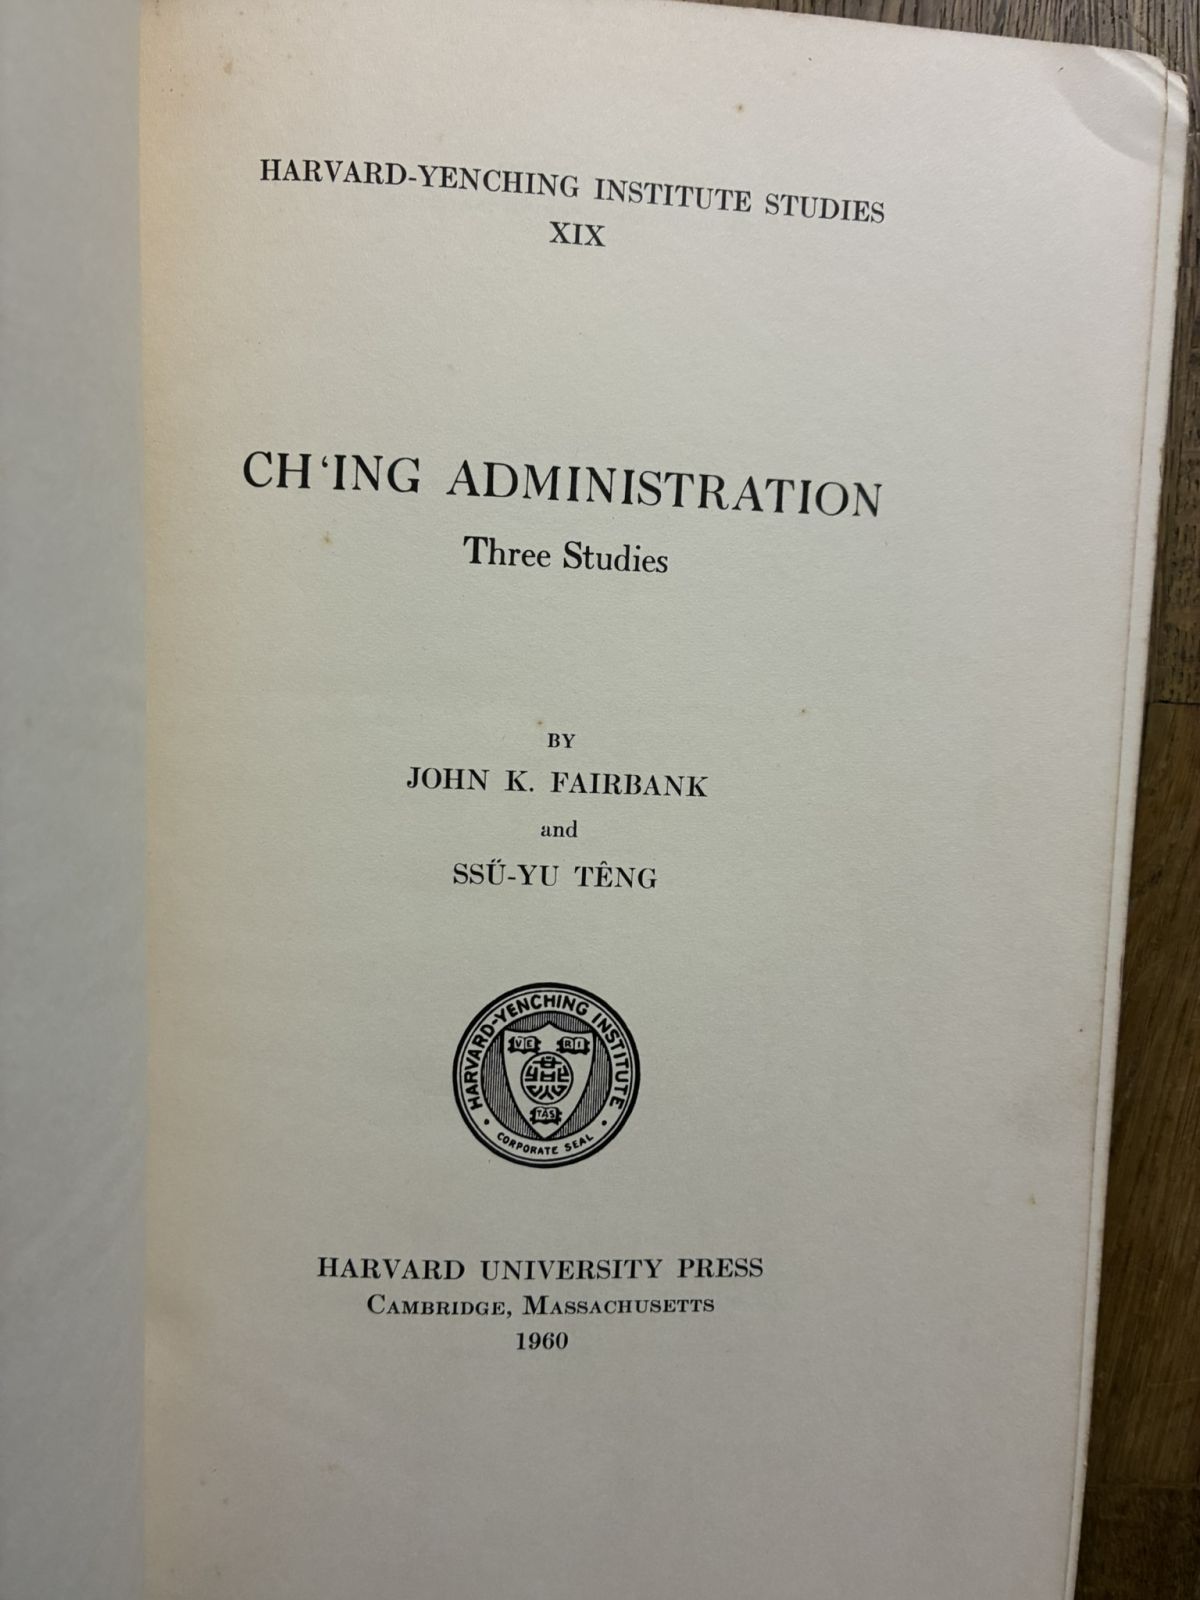 HARVARD-YENCHING INSTITUTE STUDIES
XIX
CH‘ING ADMINISTRATION
Three Studies
BY
JOHN K. FAIRBANK
and
SSŬ̈-YU TÊNG
HARVARD-YENCHING INSTITUTE
VE RI
TAS
CORPORATE SEAL
HARVARD UNIVERSITY PRESS
CAMBRIDGE, MASSACHUSETTS
1960